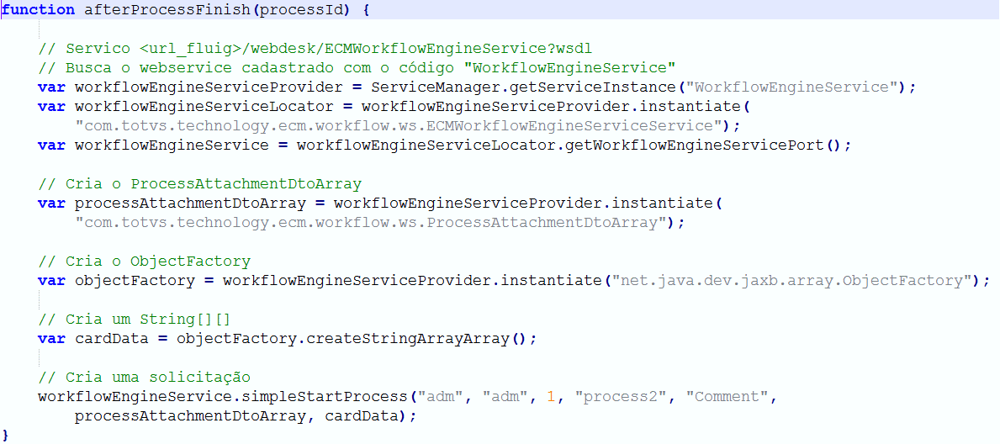 function afterProcessFinish(processId) {
// Servico <url_fluig>/webdesk/ECMWorkflowEngineService?wsdl
// Busca o webservice cadastrado com o código "WorkflowEngineService"
var workflowEngineServiceProvider = ServiceManager.getServiceInstance("WorkflowEngineService");
var workflowEngineServiceLocator = workflowEngineServiceProvider.instantiate(
"com.totvs.technology.ecm.workflow.ws.ECMWorkflowEngineServiceService");
var workflowEngineService = workflowEngineServiceLocator.getWorkflowEngineServicePort();
// Cria o ProcessAttachmentDtoArray
var processAttachmentDtoArray = workflowEngineServiceProvider.instantiate(
"com.totvs.technology.ecm.workflow.ws.ProcessAttachmentDtoArray");
// Cria o ObjectFactory
var objectFactory = workflowEngineServiceProvider.instantiate("net.java.dev.jaxb.array.ObjectFactory");
// Cria um String[][]
var cardData = objectFactory.createStringArrayArray();
// Cria uma solicitação
workflowEngineService.simpleStartProcess("adm", "adm", 1, "process2", "Comment",
processAttachmentDtoArray, cardData);
}